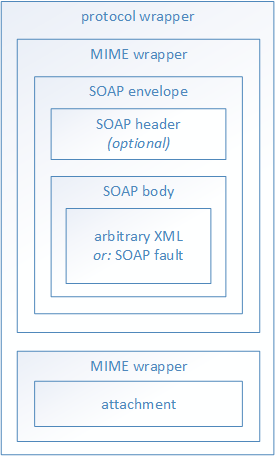 protocol wrapper
MIME wrapper
SOAP envelope
SOAP header
(optional)
SOAP body
arbitrary XML
or: SOAP fault
MIME wrapper
attachment